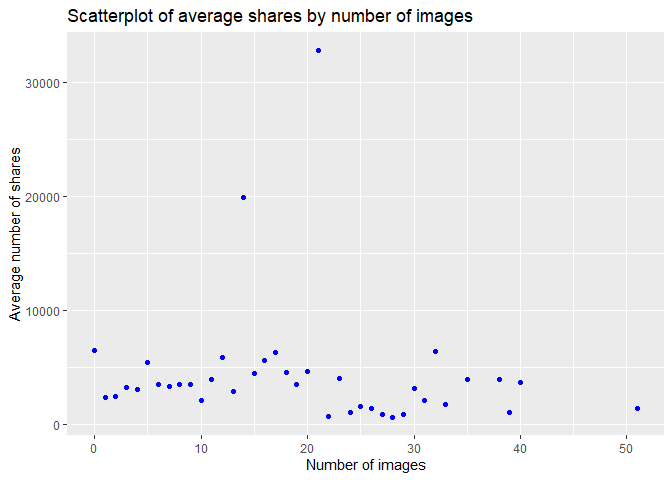 Scatterplot of average shares by number of images
30000
20000
10000
0
Average number of shares
0 10 20 30 40 50
Number of images